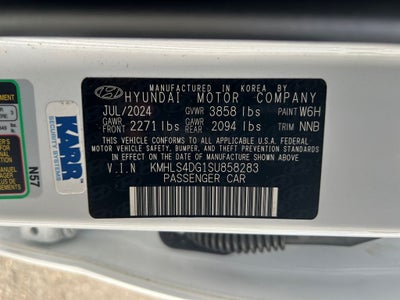 MANUFACTURED IN KOREA BY
HYUNDAI MOTOR COMPANY
JUL/2024 GVWR 3858 lbs PAINT W6H
GAWR FRONT 2271 lbs GAWR REAR 2094 lbs TRIM NNB
THIS VEHICLE CONFORMS TO ALL APPLICABLE U.S.A FEDERAL
MOTOR VEHICLE SAFETY, BUMPER, AND THEFT PREVENTION STANDARDS
IN EFFECT ON THE DATE OF MANUFACTURE SHOWN ABOVE.
V.I.N KMHLS4DG1SU858283
PASSENGER CAR
KARR
SECURITY SYSTEMS
N57